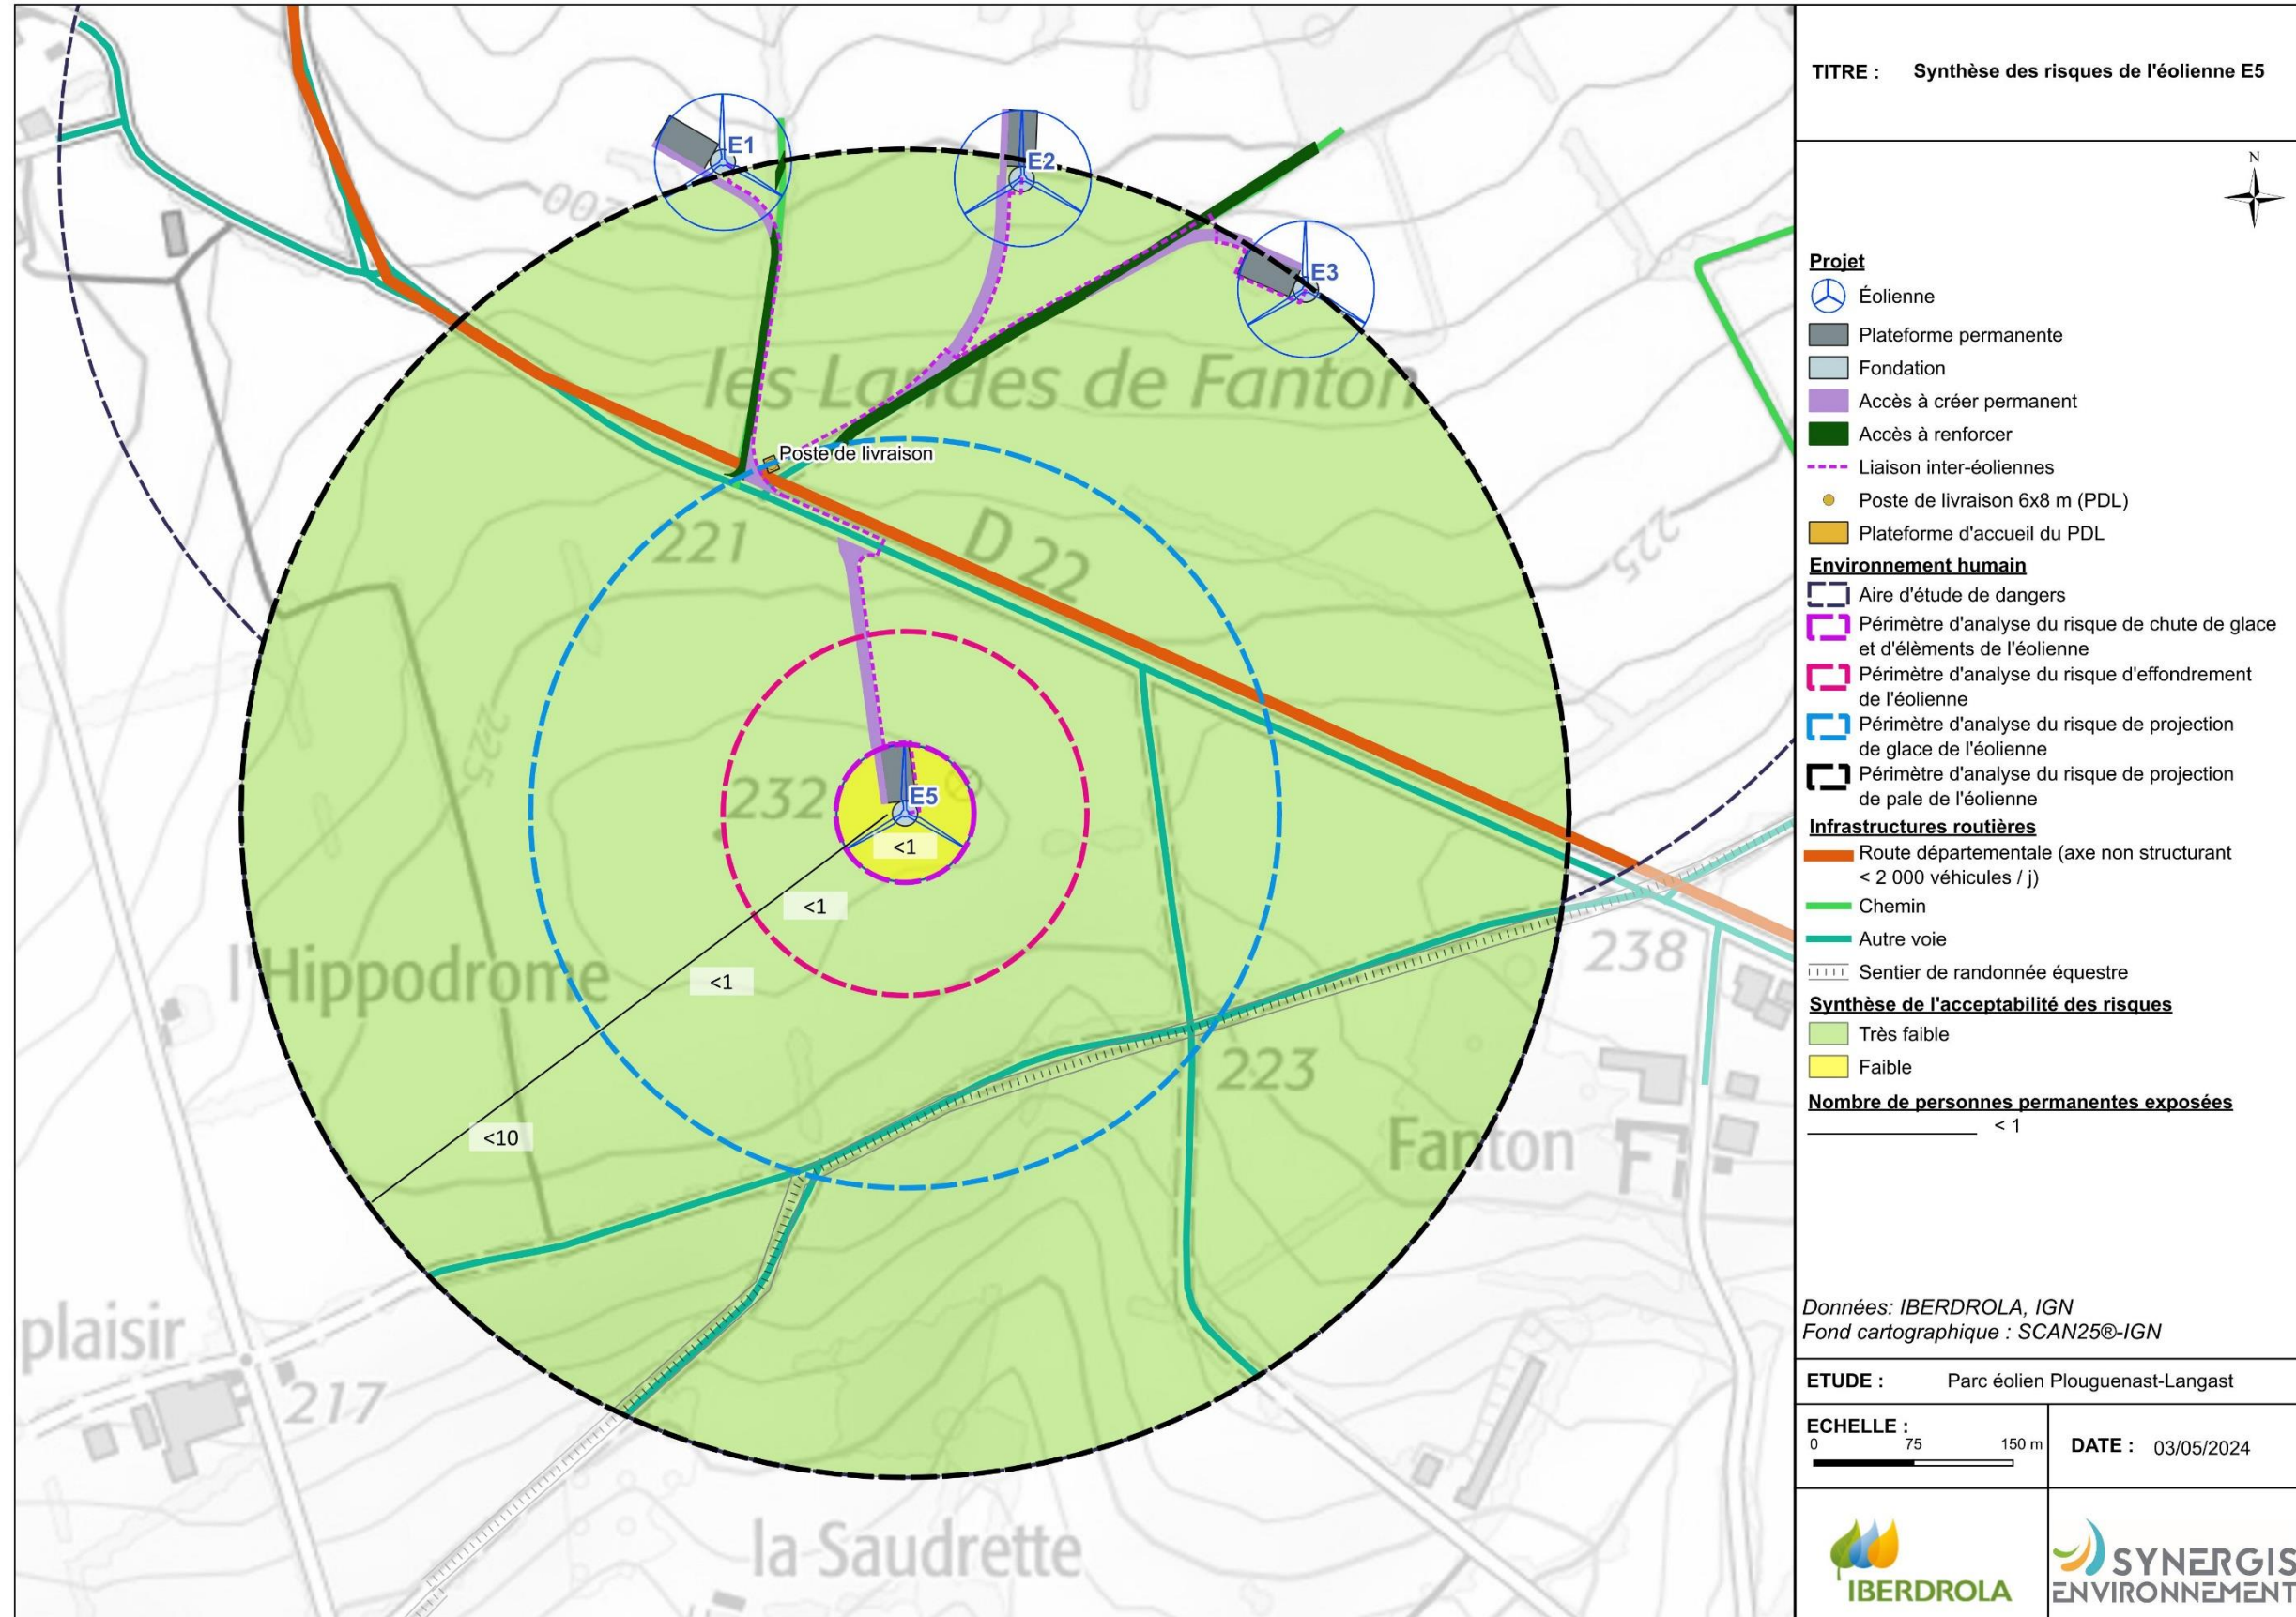 E1
E2
E3
200
les Landes de Fanton
Poste de livraison
221
D 22
225
225
232
E5
<1
<1
<1
<10
l'Hippodrome
238
223
Fanton
plaisir
217
la Saudrette
TITRE : Synthèse des risques de l'éolienne E5
N
Projet
Éolienne
Plateforme permanente
Fondation
Accès à créer permanent
Accès à renforcer
Liaison inter-éoliennes
Poste de livraison 6x8 m (PDL)
Plateforme d'accueil du PDL
Environnement humain
Aire d'étude de dangers
Périmètre d'analyse du risque de chute de glace
et d'élèments de l'éolienne
Périmètre d'analyse du risque d'effondrement
de l'éolienne
Périmètre d'analyse du risque de projection
de glace de l'éolienne
Périmètre d'analyse du risque de projection
de pale de l'éolienne
Infrastructures routières
Route départementale (axe non structurant
< 2 000 véhicules / j)
Chemin
Autre voie
Sentier de randonnée équestre
Synthèse de l'acceptabilité des risques
Très faible
Faible
Nombre de personnes permanentes exposées
< 1
Données: IBERDROLA, IGN
Fond cartographique : SCAN25®-IGN
ETUDE : Parc éolien Plouguenast-Langast
ECHELLE :
0 75 150 m
DATE : 03/05/2024
IBERDROLA
SYNERGIS
ENVIRONNEMENT